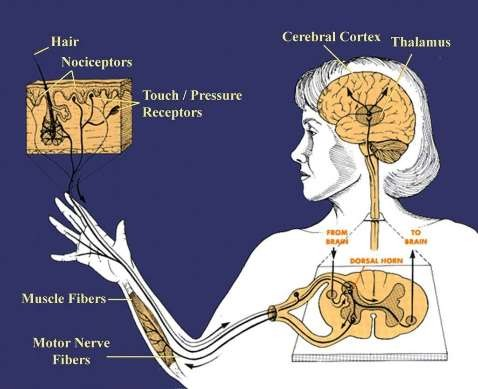 Hair
Nociceptors
Touch / Pressure
Receptors
Cerebral Cortex
Thalamus
FROM
BRAIN
TO
BRAIN
DORSAL HORN
Muscle Fibers
Motor Nerve
Fibers